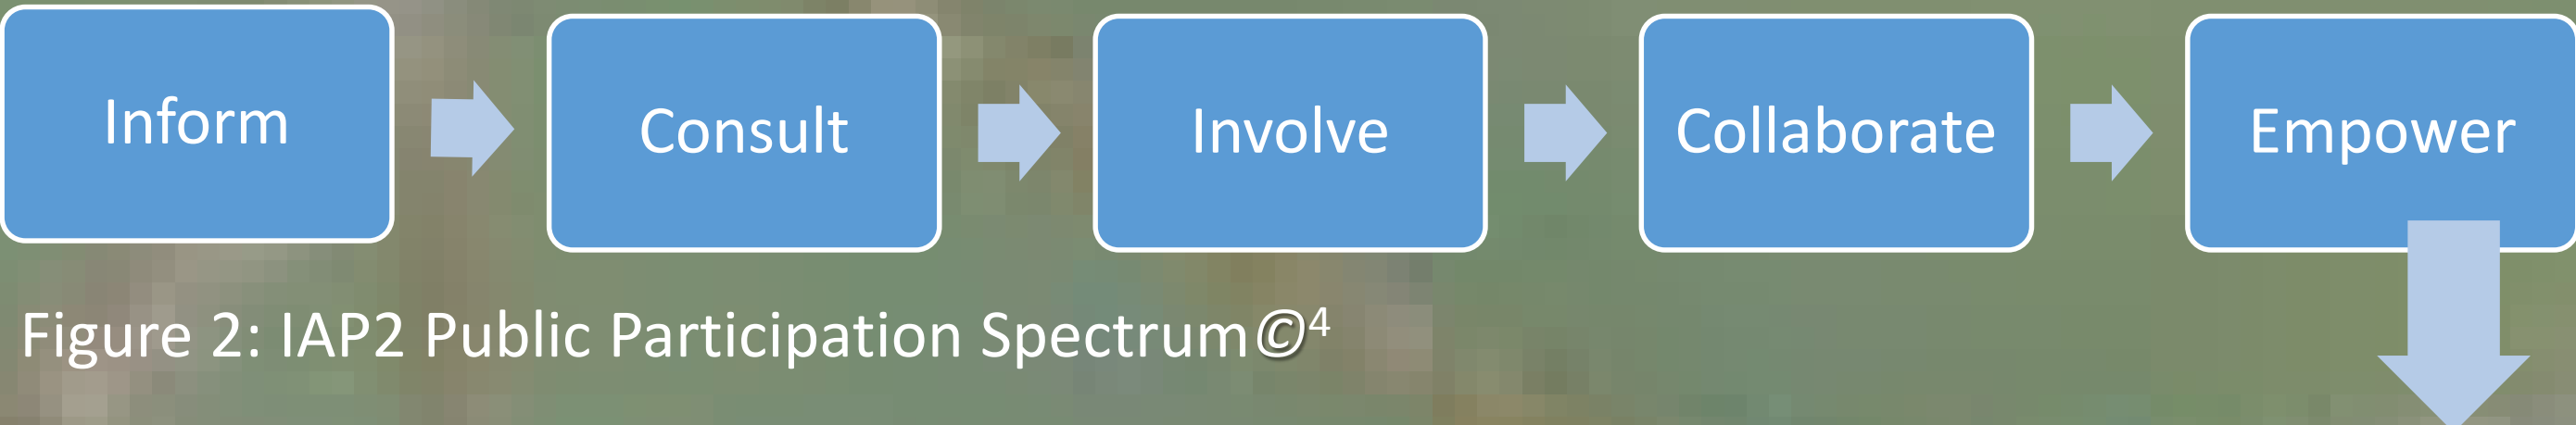 Inform
Consult
Involve
Collaborate
Empower
Figure 2: IAP2 Public Participation Spectrum©⁴